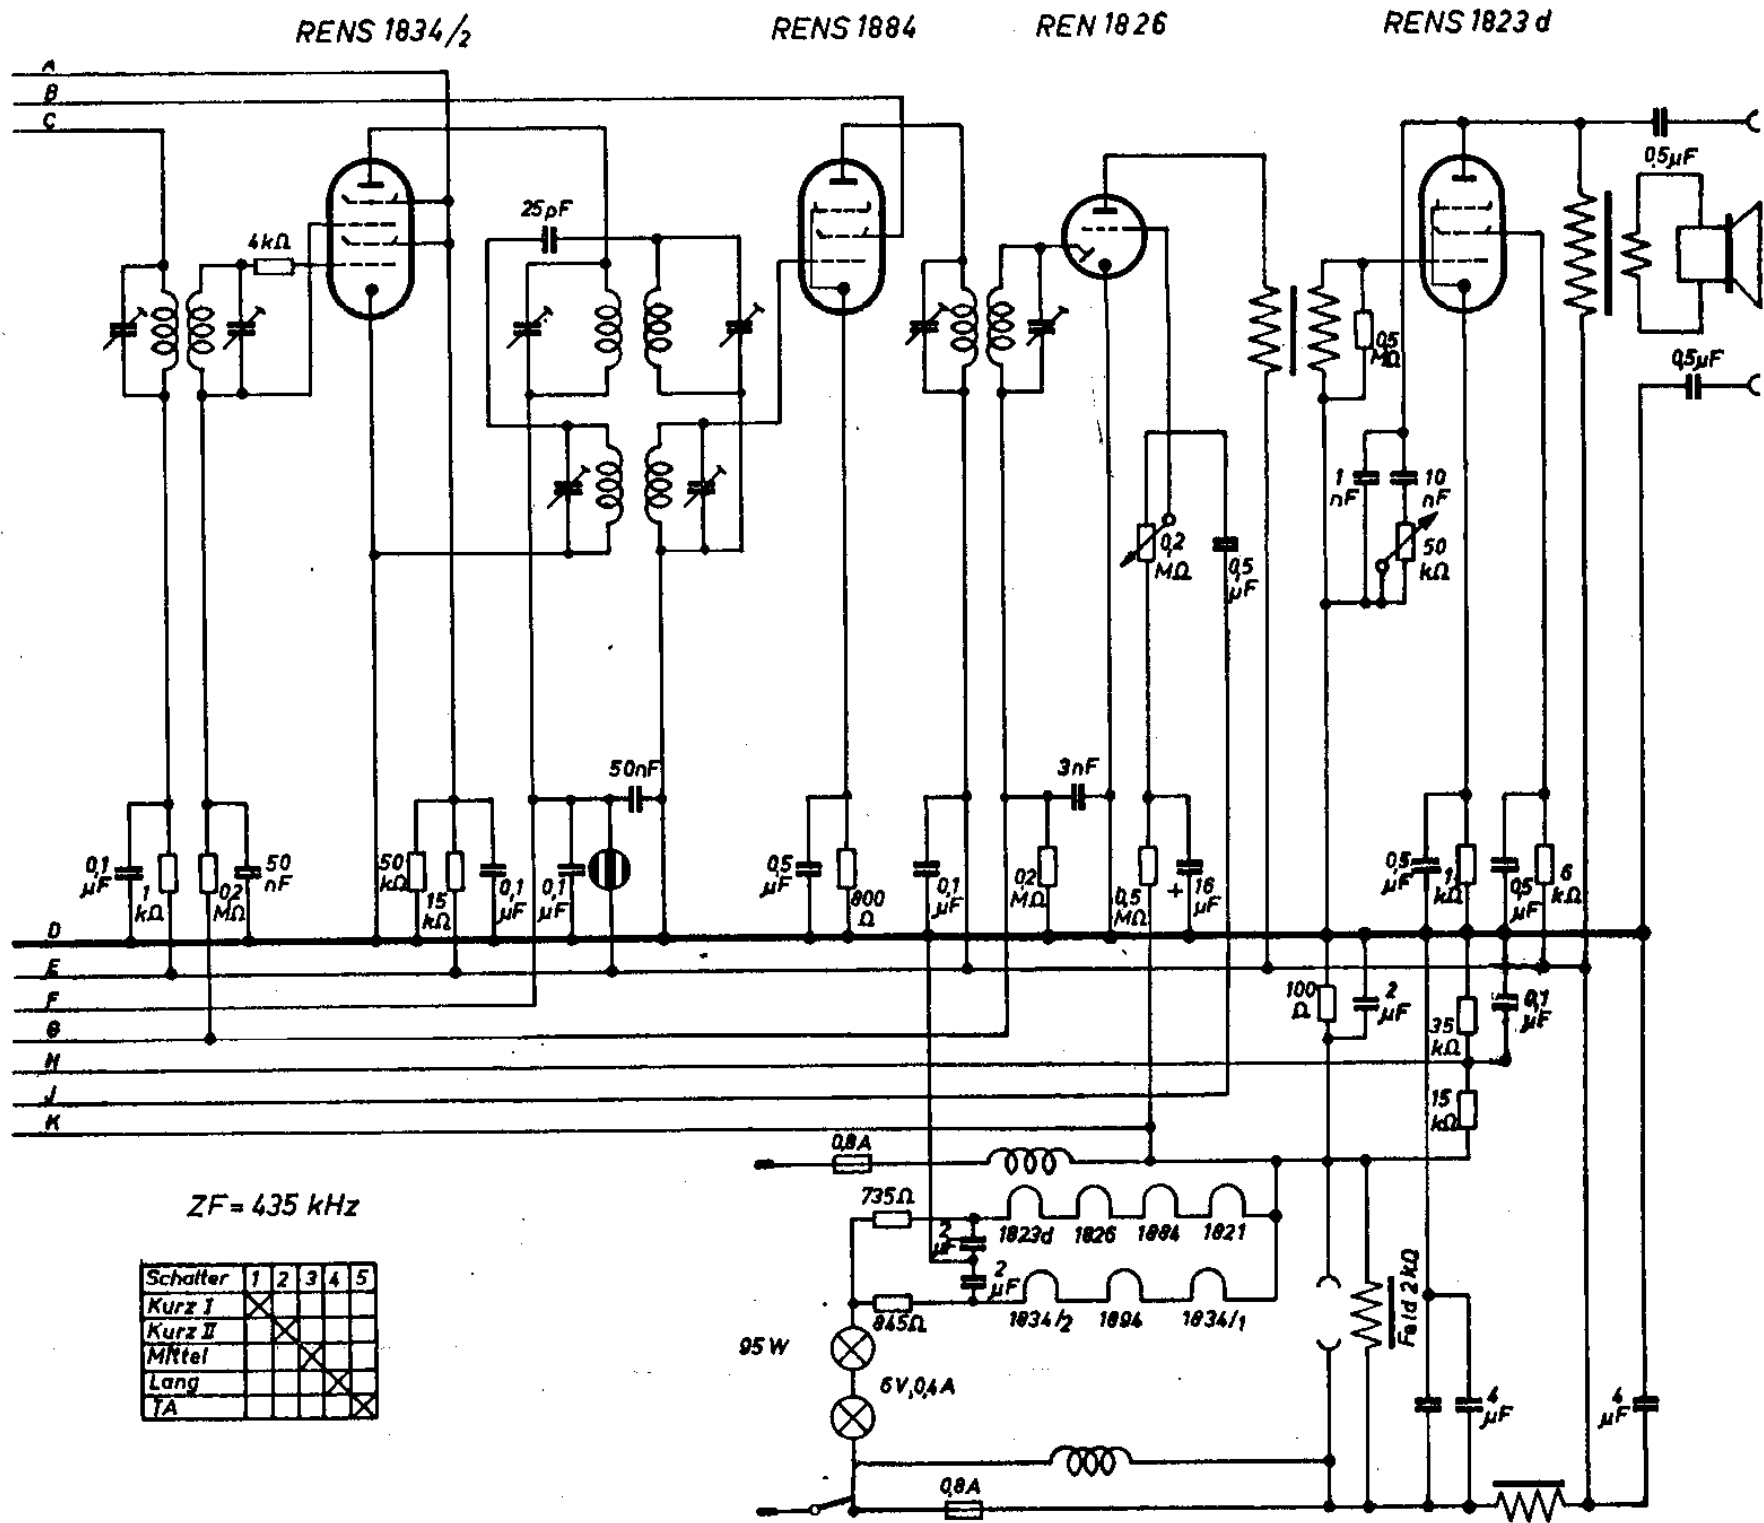 RENS 1834/2
RENS 1884
REN 1826
RENS 1823 d
A
B
C
4kΩ
25pF
0,5µF
0,5µF
0,5
MΩ
1
nF
10
nF
50
kΩ
0,2
MΩ
0,5
µF
50nF
3nF
0,1
µF
1
kΩ
0,2
MΩ
50
nF
50
kΩ
15
kΩ
0,1
µF
0,1
µF
0,5
µF
800
Ω
0,1
µF
0,2
MΩ
0,5
MΩ
+
16
µF
0,5
µF
1
kΩ
0,5
µF
6
kΩ
D
E
F
G
H
J
K
100
Ω
2
µF
35
kΩ
0,1
µF
15
kΩ
0,8A
735Ω
2
µF
1823d
1826
1884
1821
2
µF
845Ω
1834/2
1894
1834/1
Feld 2kΩ
95 W
6V,0,4A
4
µF
4
µF
0,8A
ZF = 435 kHz
Schalter 1 2 3 4 5
Kurz I
Kurz II
Mittel
Lang
TA